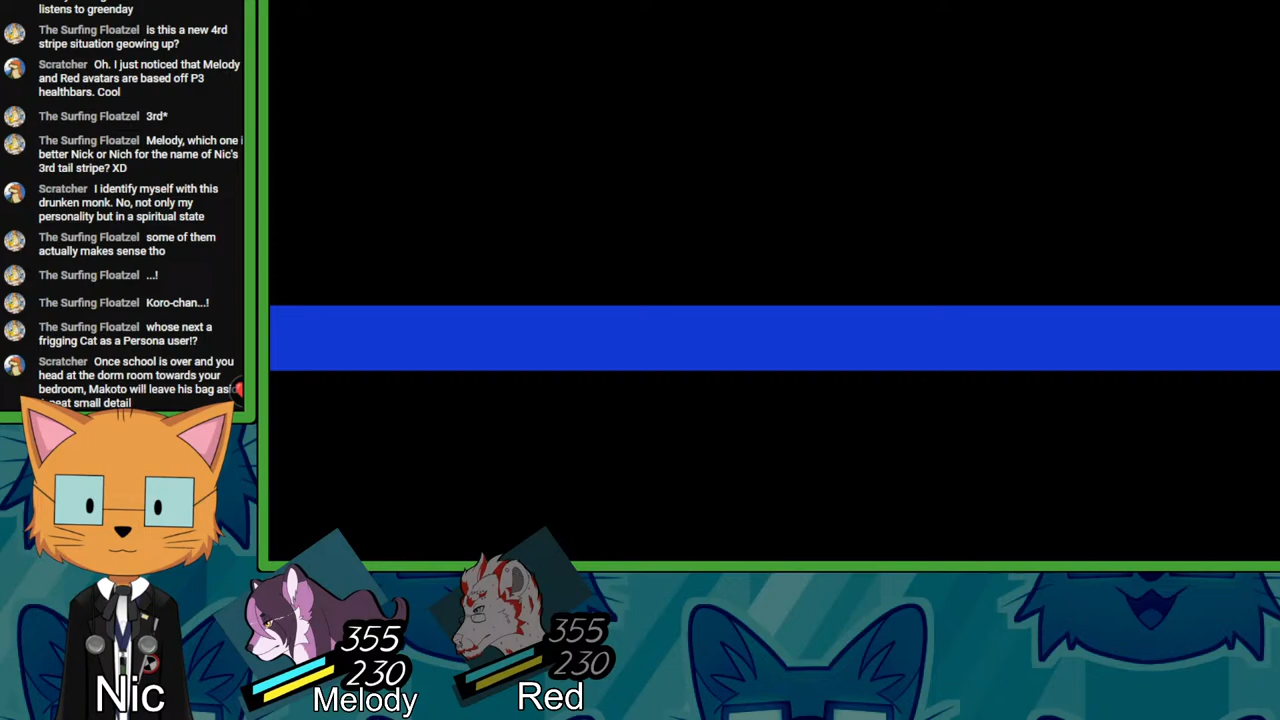 listens to greenday
The Surfing Floatzel is this a new 4rd
stripe situation geowing up?
Scratcher Oh. I just noticed that Melody
and Red avatars are based off P3
healthbars. Cool
The Surfing Floatzel 3rd*
The Surfing Floatzel Melody, which one i
better Nick or Nich for the name of Nic's
3rd tail stripe? XD
Scratcher I identify myself with this
drunken monk. No, not only my
personality but in a spiritual state
The Surfing Floatzel some of them
actually makes sense tho
The Surfing Floatzel ...!
The Surfing Floatzel Koro-chan...!
The Surfing Floatzel whose next a
frigging Cat as a Persona user!?
Scratcher Once school is over and you
head at the dorm room towards your
bedroom, Makoto will leave his bag asi
neat small detail
355
230
Melody
355
230
Red
Nic